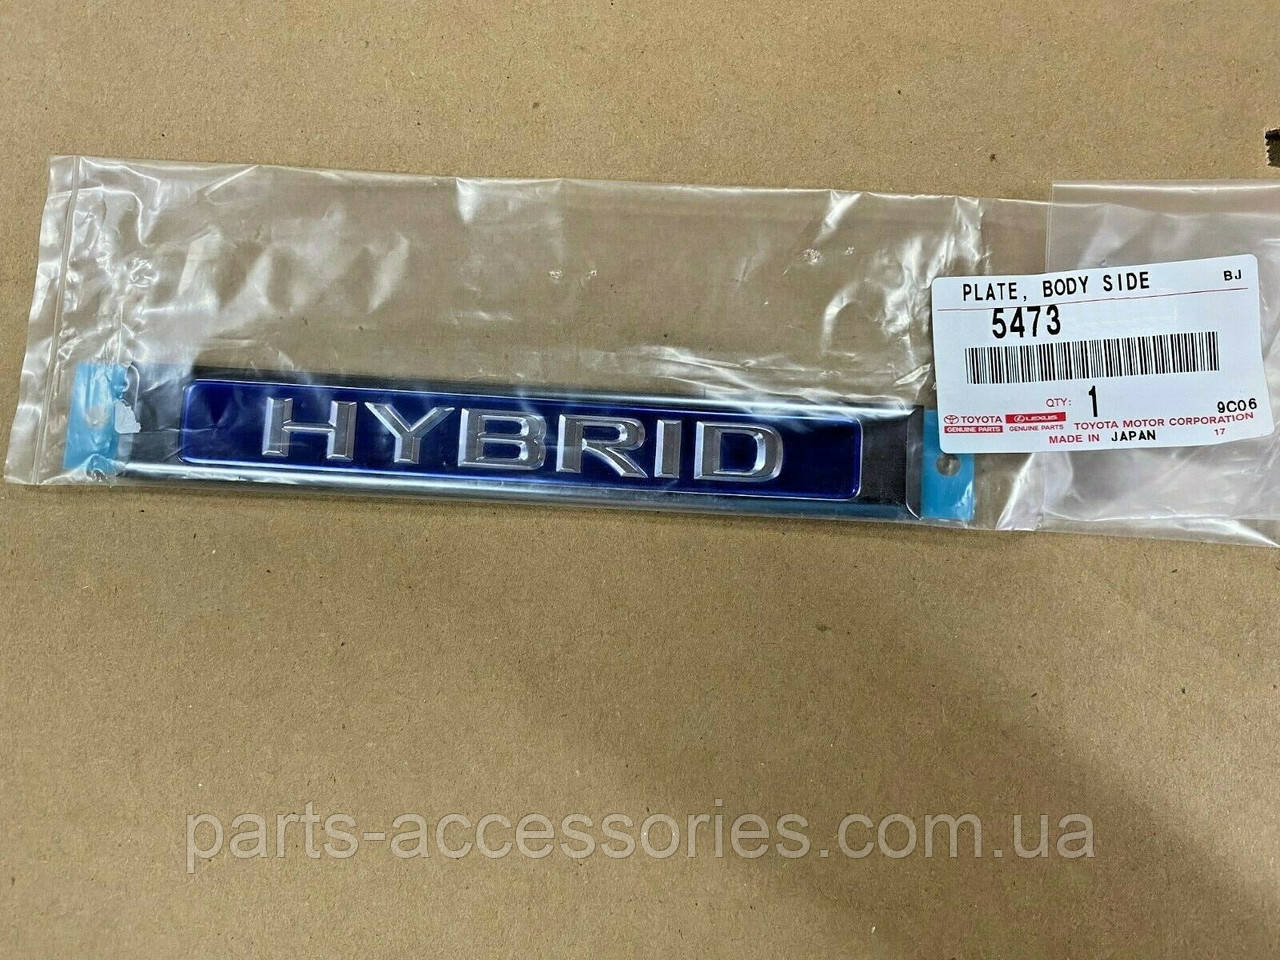 HYBRID
PLATE, BODY SIDE BJ
5473
QTY: 1 9C06
TOYOTA LEXUS TOYOTA MOTOR CORPORATION
GENUINE PARTS GENUINE PARTS MADE IN JAPAN 17
parts-accessories.com.ua